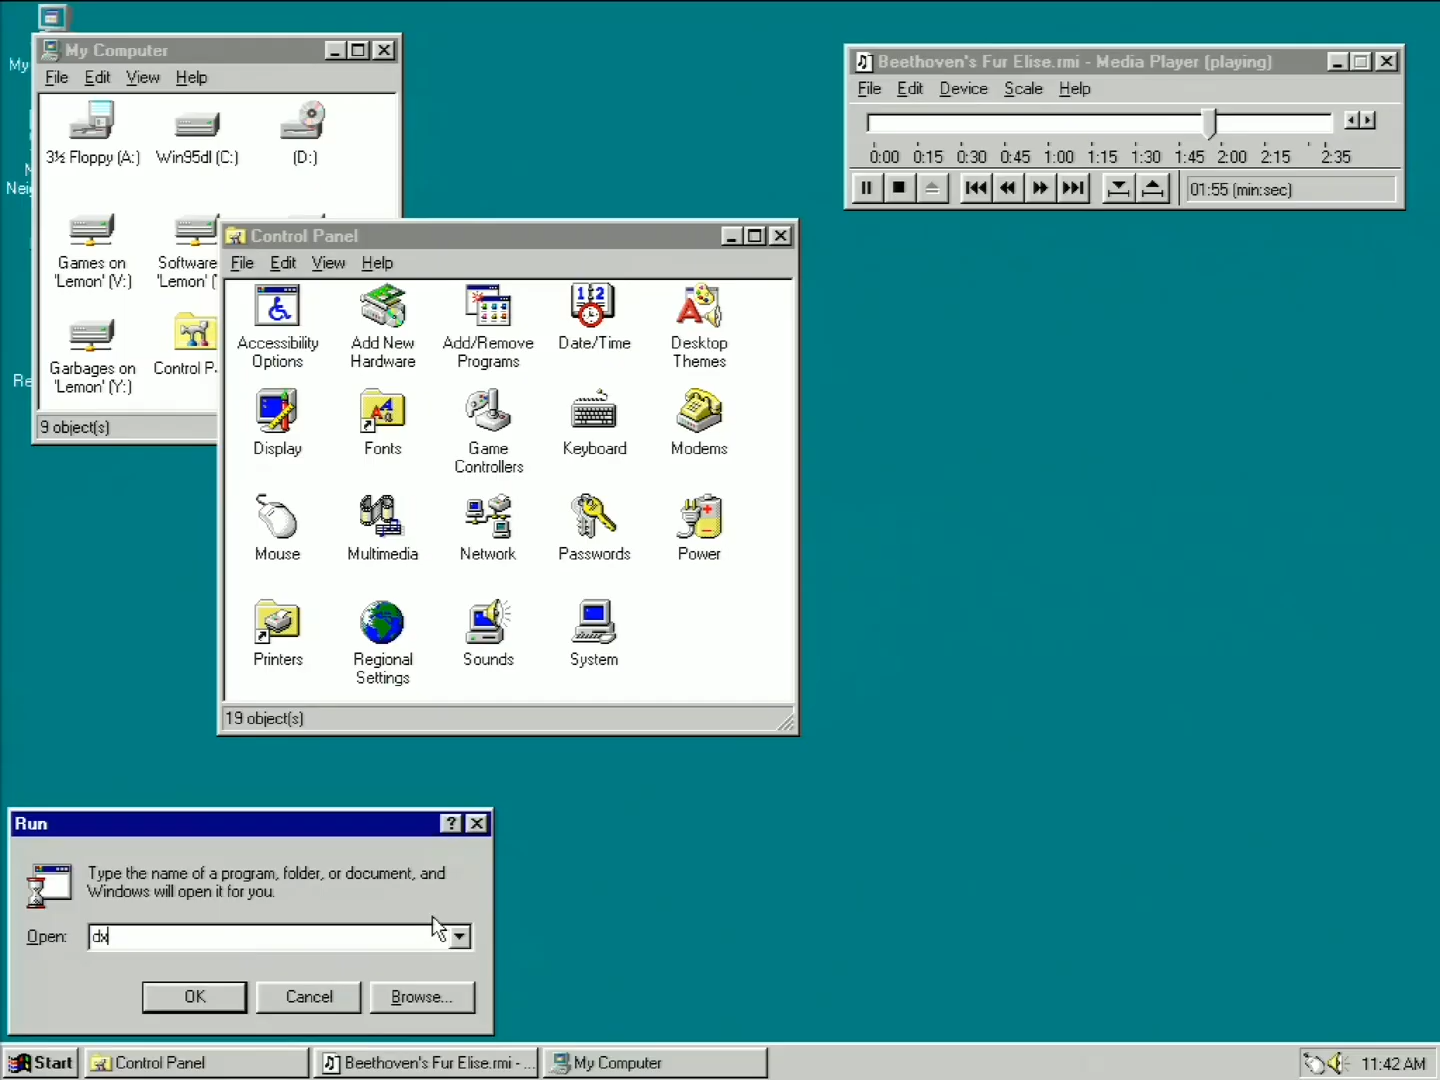 My Computer
File Edit View Help
3½ Floppy (A:) Win95dl (C:) (D:)
Games on
'Lemon' (V:)
Software
'Lemon' (
Garbages on
'Lemon' (Y:)
Control P
9 object(s)
Beethoven's Fur Elise.rmi - Media Player (playing)
File Edit Device Scale Help
0:00 0:15 0:30 0:45 1:00 1:15 1:30 1:45 2:00 2:15 2:35
01:55 (min:sec)
Control Panel
File Edit View Help
Accessibility
Options
Add New
Hardware
Add/Remove
Programs
Date/Time
Desktop
Themes
Display
Fonts
Game
Controllers
Keyboard
Modems
Mouse
Multimedia
Network
Passwords
Power
Printers
Regional
Settings
Sounds
System
19 object(s)
My
Nei
Re
Run
Type the name of a program, folder, or document, and
Windows will open it for you.
Open: dx
OK Cancel Browse...
Start Control Panel Beethoven's Fur Elise.rmi - ... My Computer 11:42 AM